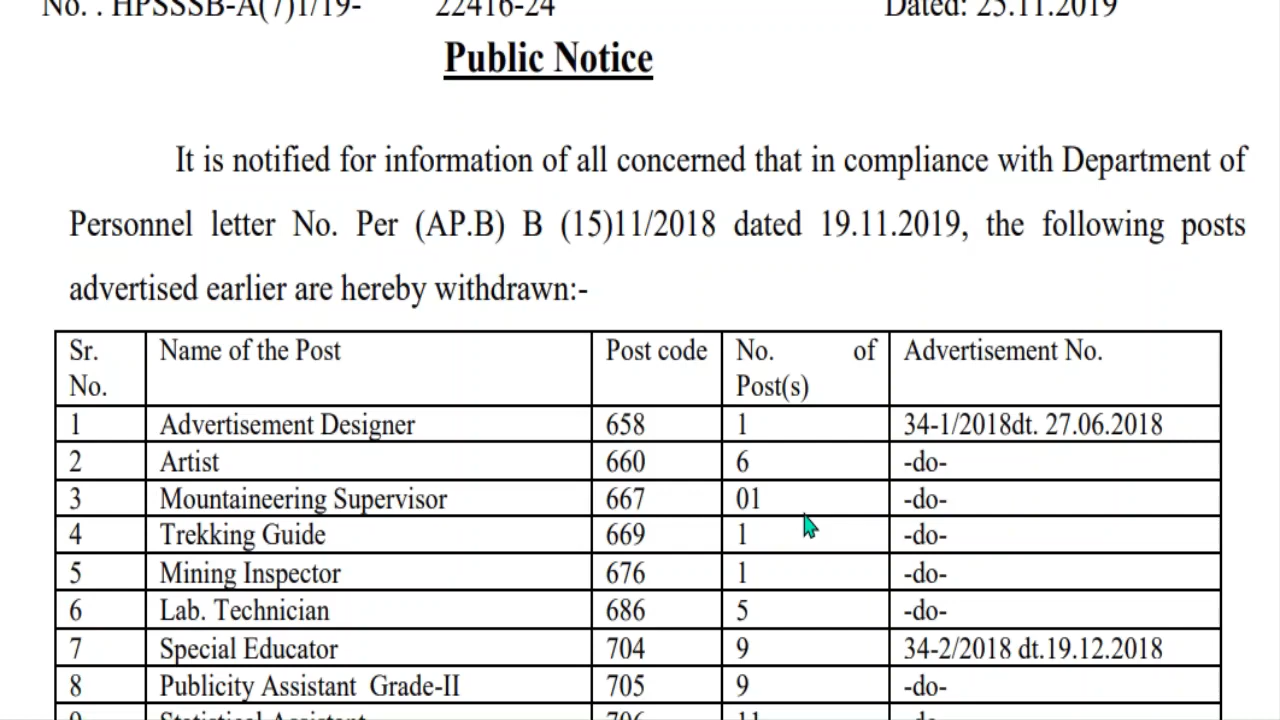 No. : HPSSSB-A(7)1/19- 22416-24 Dated: 25.11.2019
Public Notice
It is notified for information of all concerned that in compliance with Department of
Personnel letter No. Per (AP.B) B (15)11/2018 dated 19.11.2019, the following posts
advertised earlier are hereby withdrawn:-
Sr. No. Name of the Post Post code No. of Post(s) Advertisement No.
1 Advertisement Designer 658 1 34-1/2018dt. 27.06.2018
2 Artist 660 6 -do-
3 Mountaineering Supervisor 667 01 -do-
4 Trekking Guide 669 1 -do-
5 Mining Inspector 676 1 -do-
6 Lab. Technician 686 5 -do-
7 Special Educator 704 9 34-2/2018 dt.19.12.2018
8 Publicity Assistant Grade-II 705 9 -do-
9 Statistical Assistant 706 11 -do-